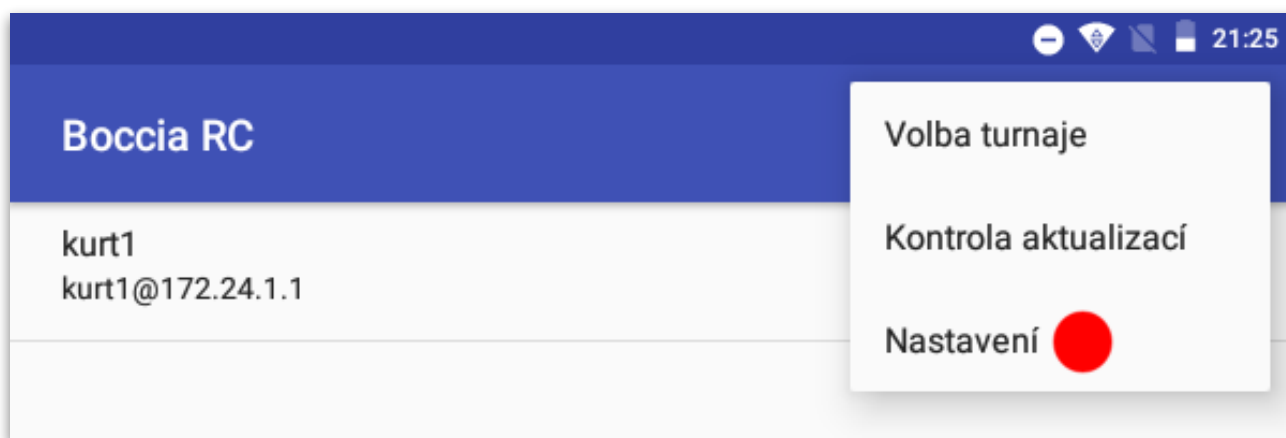 21:25
Boccia RC
Volba turnaje
Kontrola aktualizací
Nastavení
kurt1
kurt1@172.24.1.1